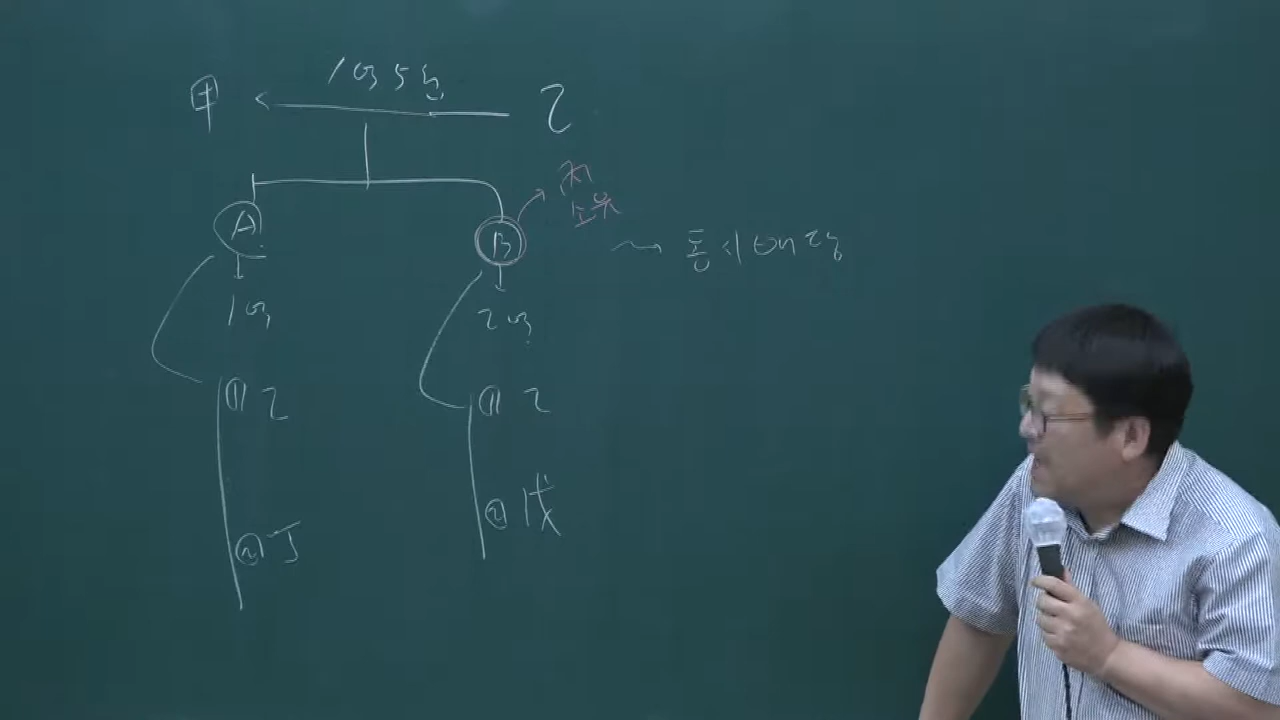 1억 5천
甲 乙
A B
소유
동시배당
1억 2억
① 乙 ① 乙
② 丁 ② 戊